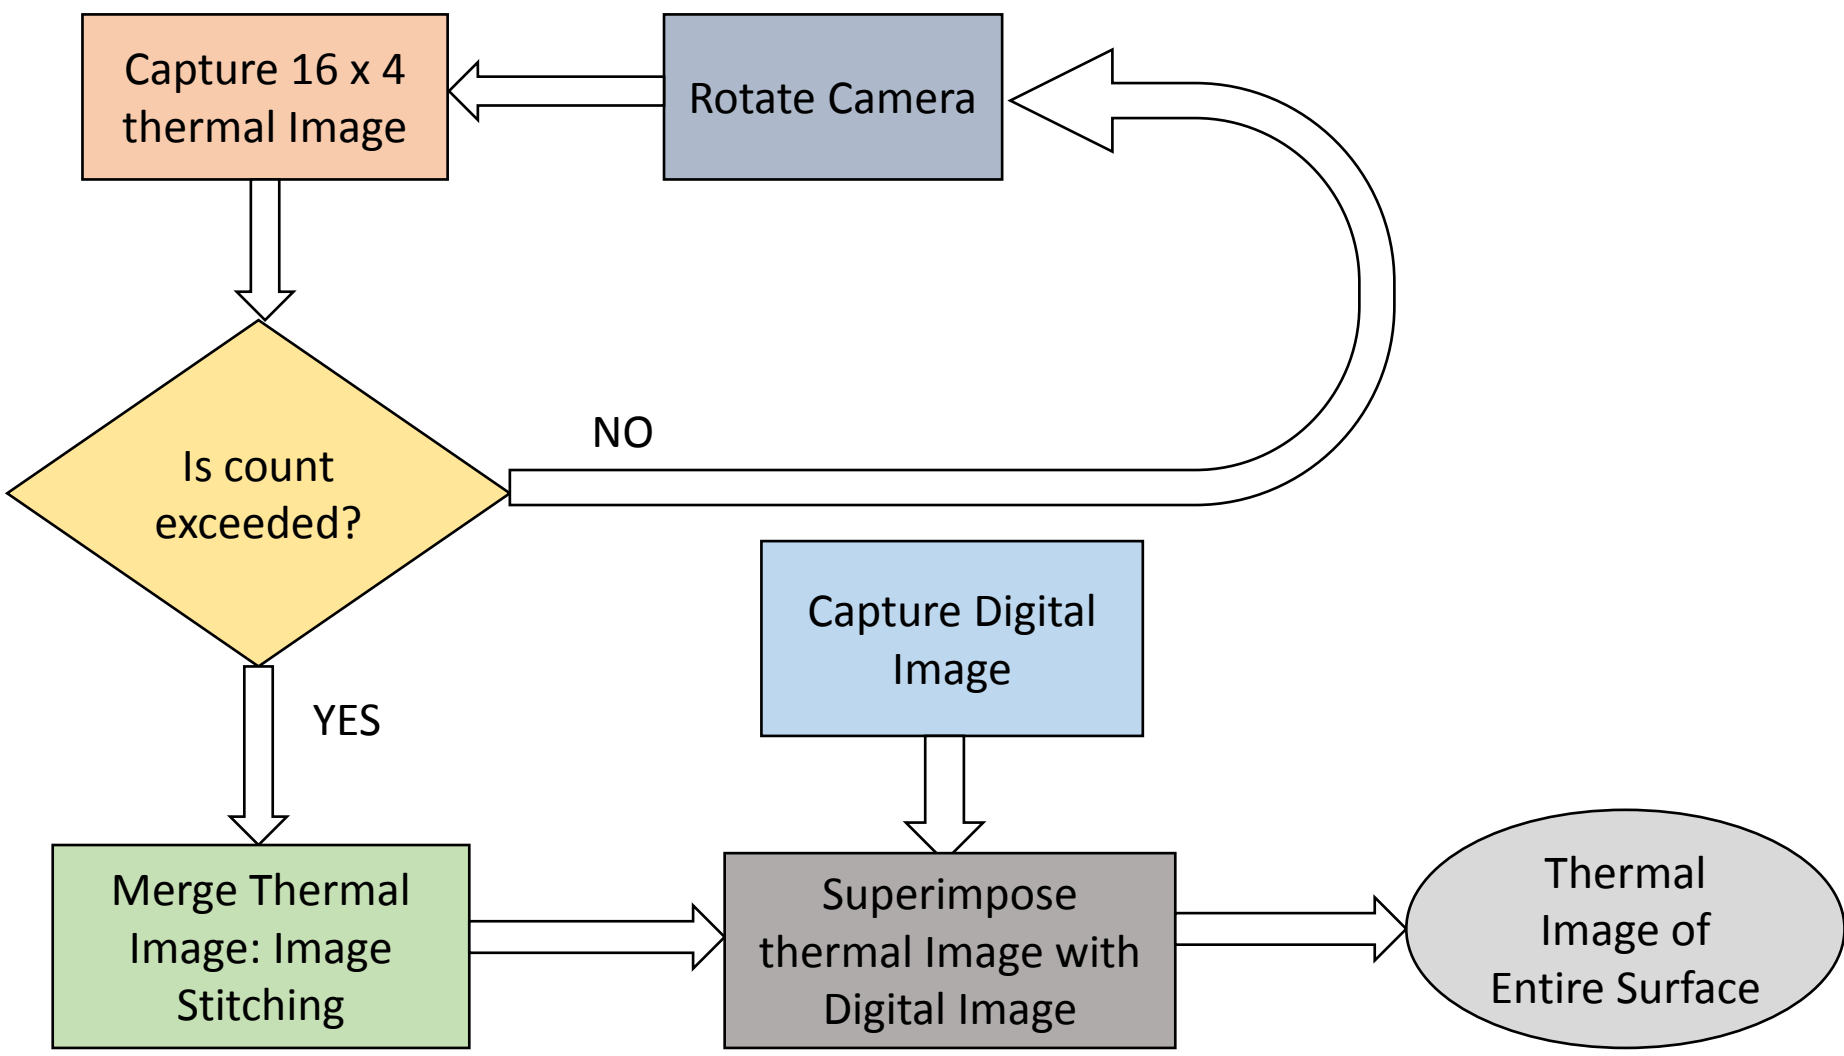 Capture 16 x 4
thermal Image
Rotate Camera
NO
Is count
exceeded?
Capture Digital
Image
YES
Merge Thermal
Image: Image
Stitching
Superimpose
thermal Image with
Digital Image
Thermal
Image of
Entire Surface